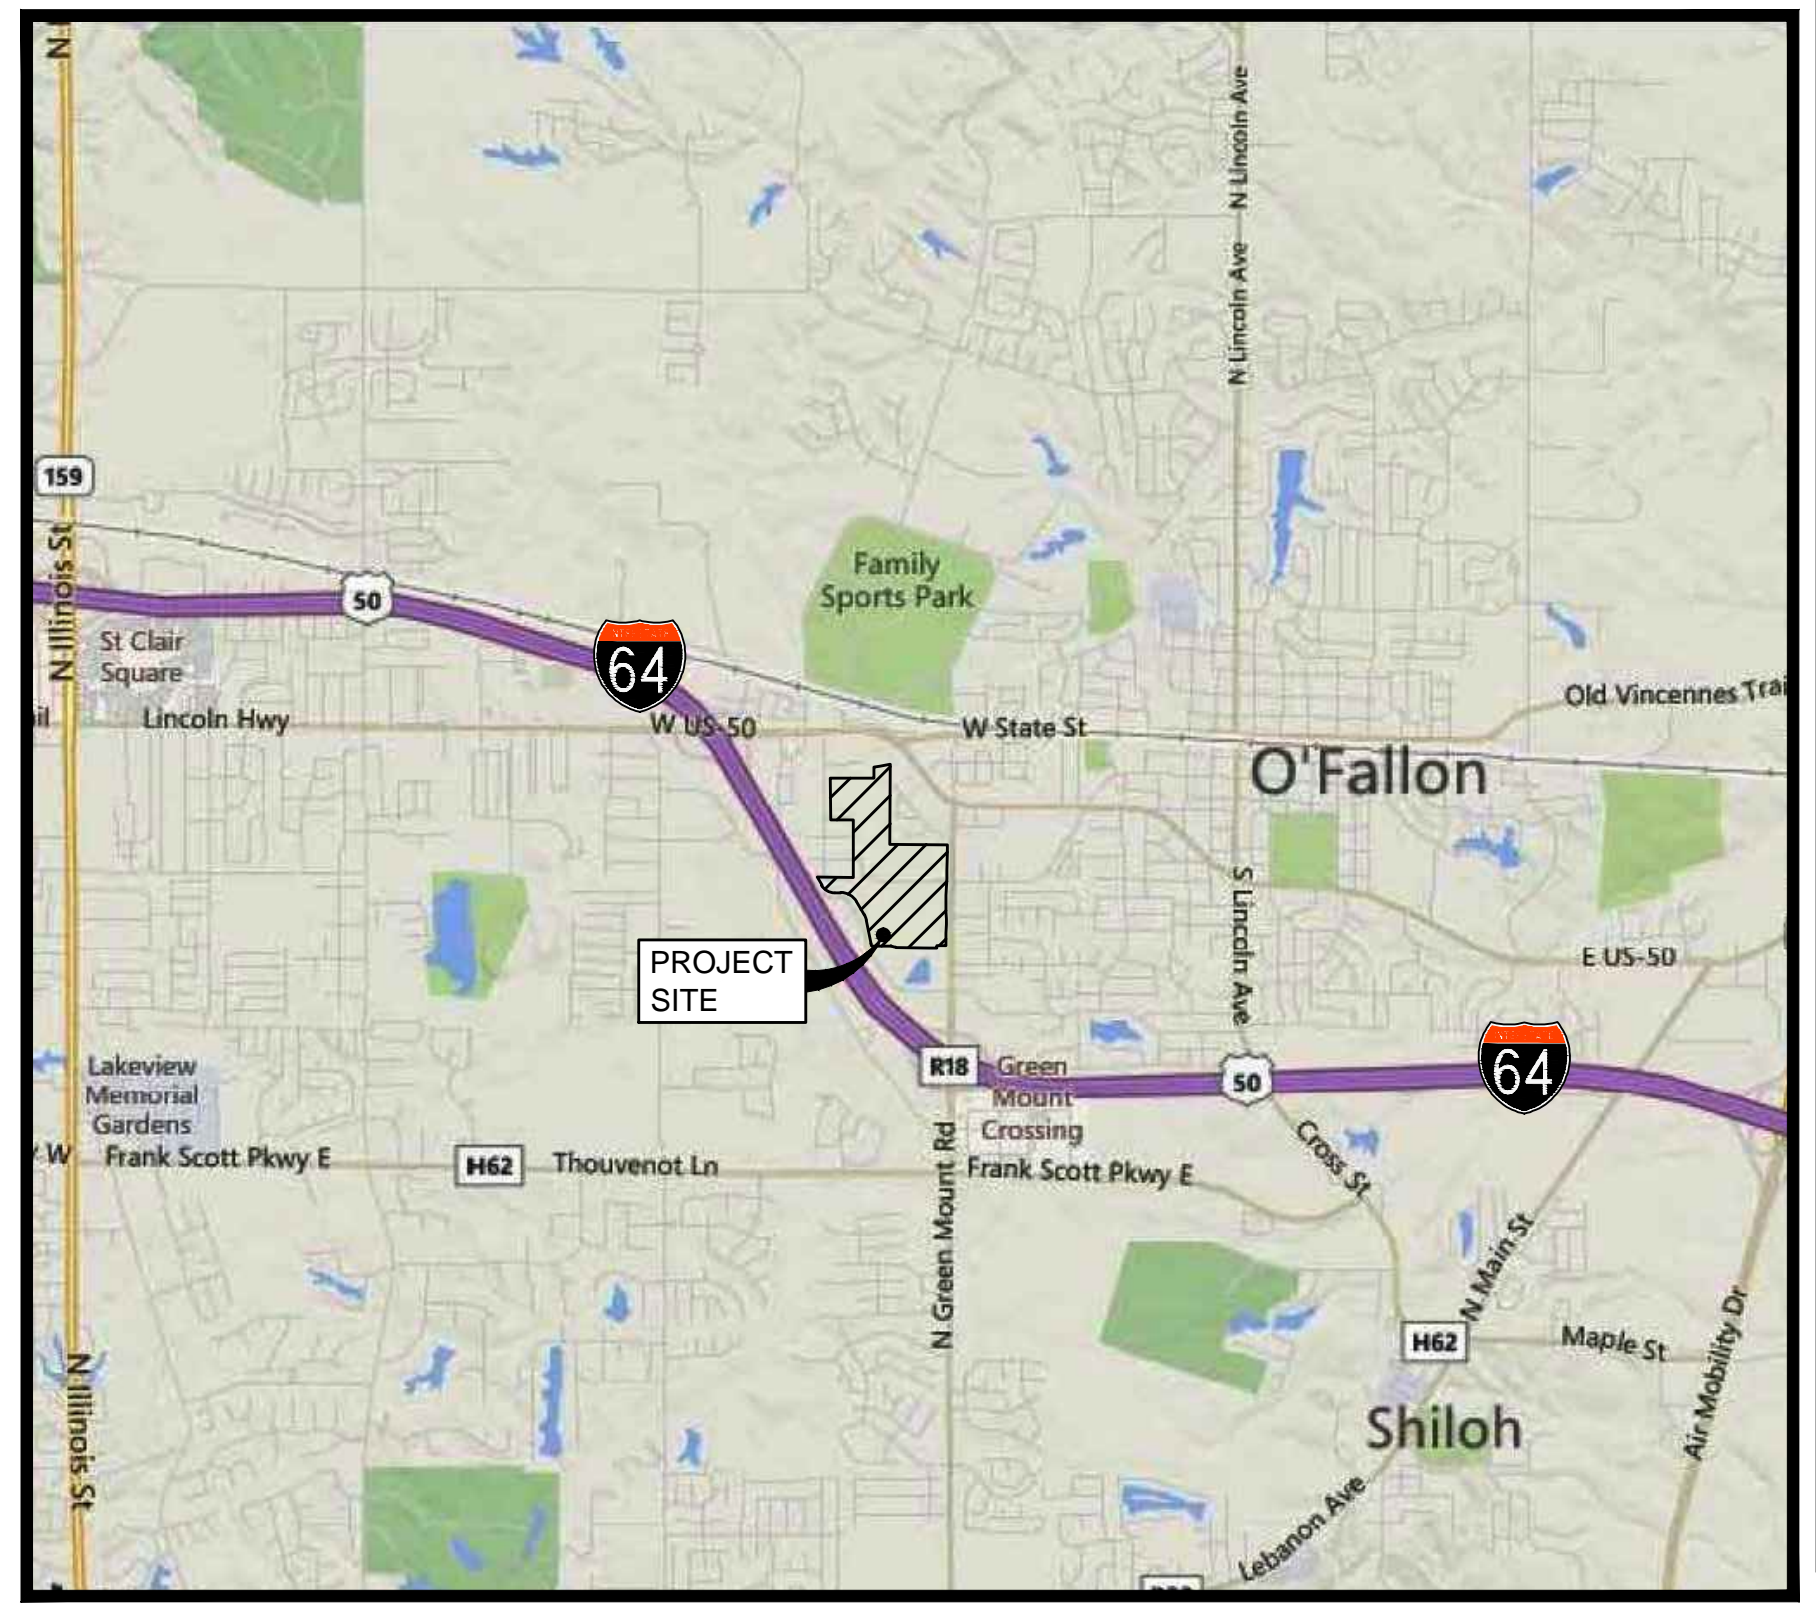 N
N Lincoln Ave
N Lincoln Ave
159
N Illinois St
Family
Sports Park
50
St Clair
Square
64
Lincoln Hwy
W US-50
W State St
Old Vincennes Trai
O'Fallon
S Lincoln Ave
E US-50
PROJECT
SITE
Lakeview
Memorial
Gardens
R18
Green
Mount
Crossing
50
64
W
Frank Scott Pkwy E
H62
Thouvenot Ln
N Green Mount Rd
Frank Scott Pkwy E
Cross St
N Main St
H62
Maple St
Air Mobility Dr
Shiloh
N Illinois St
Lebanon Ave